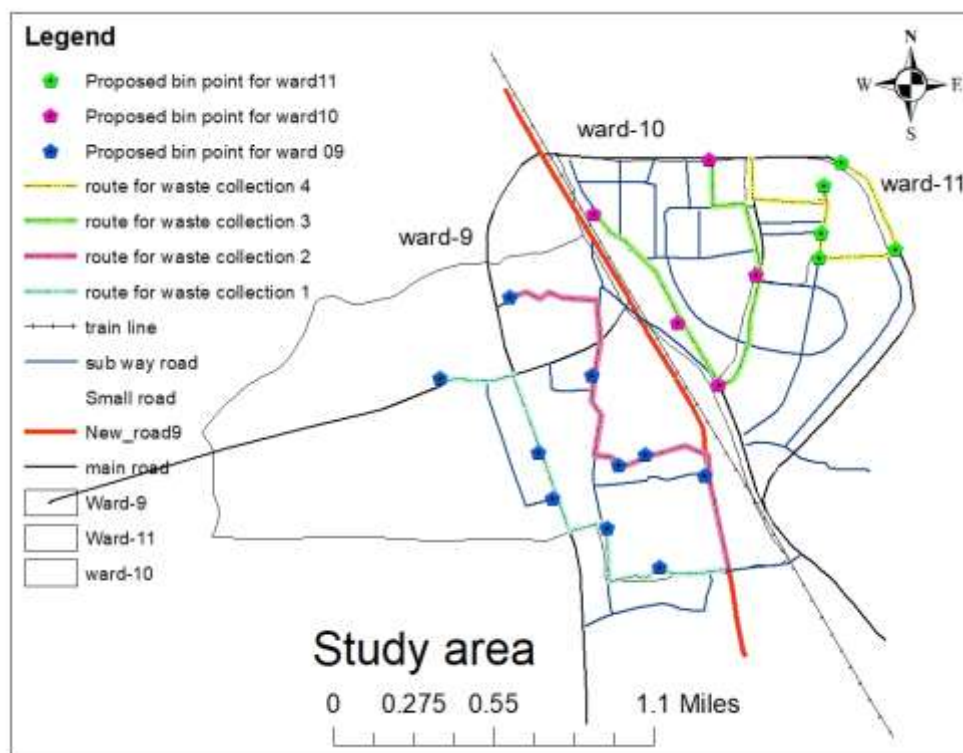 Legend
Proposed bin point for ward11
Proposed bin point for ward10
Proposed bin point for ward 09
route for waste collection 4
route for waste collection 3
route for waste collection 2
route for waste collection 1
train line
sub way road
Small road
New_road9
main road
Ward-9
Ward-11
ward-10
N
W E
S
ward-10
ward-11
ward-9
Study area
0 0.275 0.55 1.1 Miles